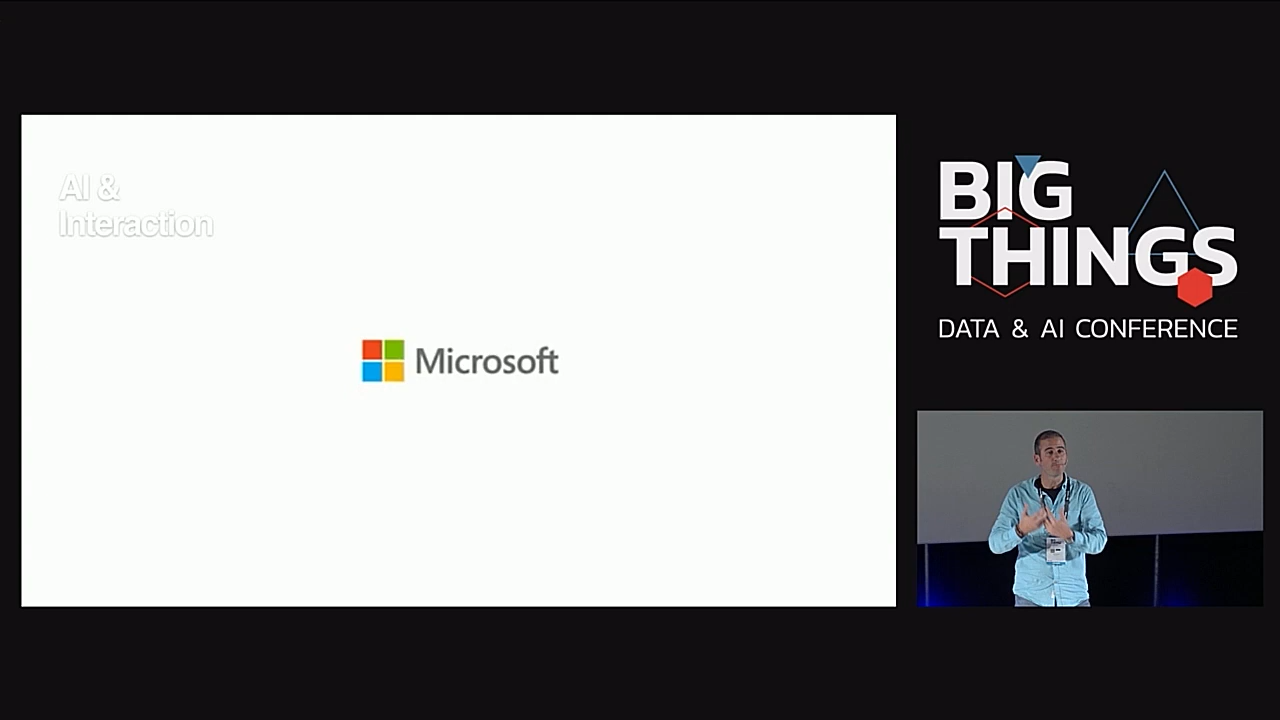 AI &
Interaction
Microsoft
BIG
THINGS
DATA & AI CONFERENCE